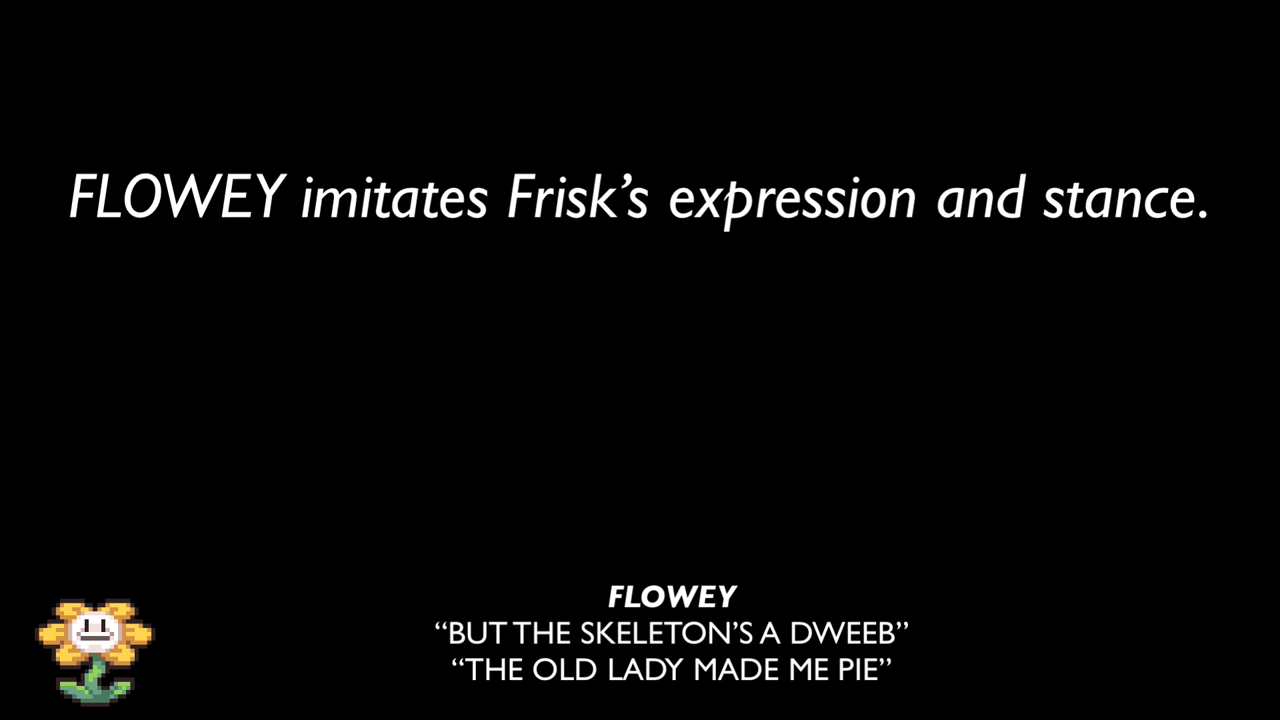 FLOWEY imitates Frisk’s expression and stance.
FLOWEY
“BUT THE SKELETON’S A DWEEB”
“THE OLD LADY MADE ME PIE”